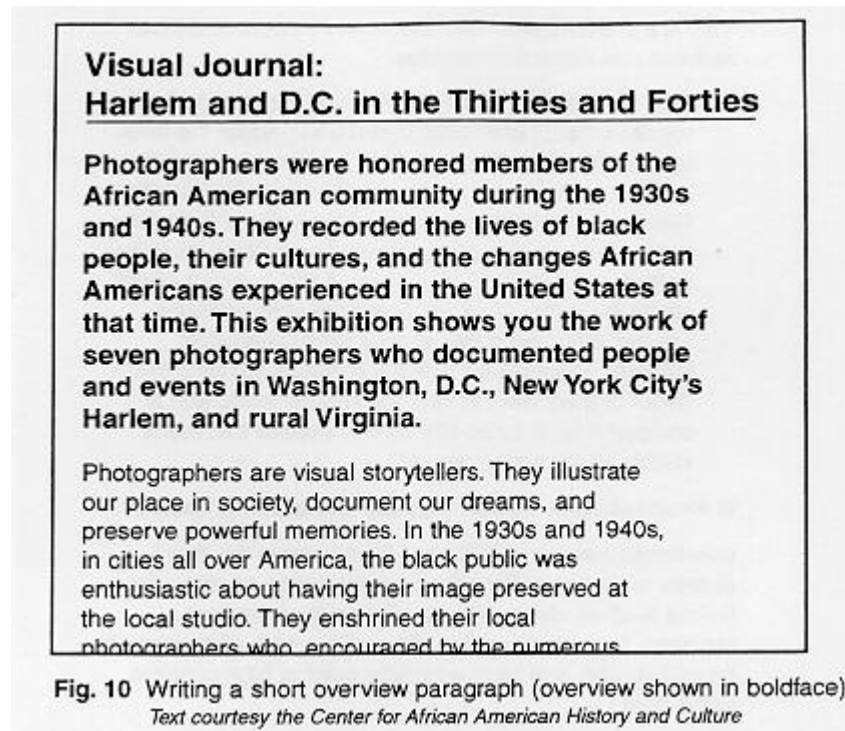 Visual Journal:
Harlem and D.C. in the Thirties and Forties
Photographers were honored members of the
African American community during the 1930s
and 1940s. They recorded the lives of black
people, their cultures, and the changes African
Americans experienced in the United States at
that time. This exhibition shows you the work of
seven photographers who documented people
and events in Washington, D.C., New York City's
Harlem, and rural Virginia.
Photographers are visual storytellers. They illustrate
our place in society, document our dreams, and
preserve powerful memories. In the 1930s and 1940s,
in cities all over America, the black public was
enthusiastic about having their image preserved at
the local studio. They enshrined their local
photographers who, encouraged by the numerous
Fig. 10 Writing a short overview paragraph (overview shown in boldface)
Text courtesy the Center for African American History and Culture